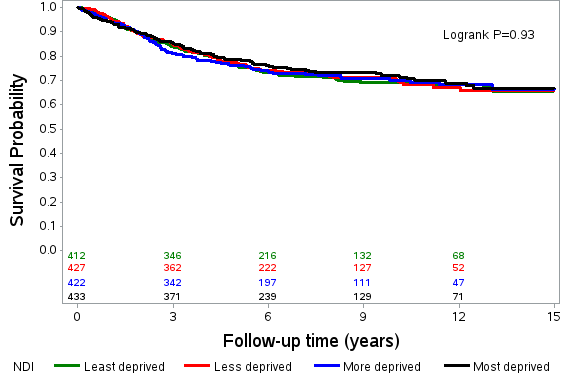 Survival Probability
1.0
0.9
0.8
0.7
0.6
0.5
0.4
0.3
0.2
0.1
0.0
Logrank P=0.93
412 346 216 132 68
427 362 222 127 52
422 342 197 111 47
433 371 239 129 71
0 3 6 9 12 15
Follow-up time (years)
NDI Least deprived Less deprived More deprived Most deprived